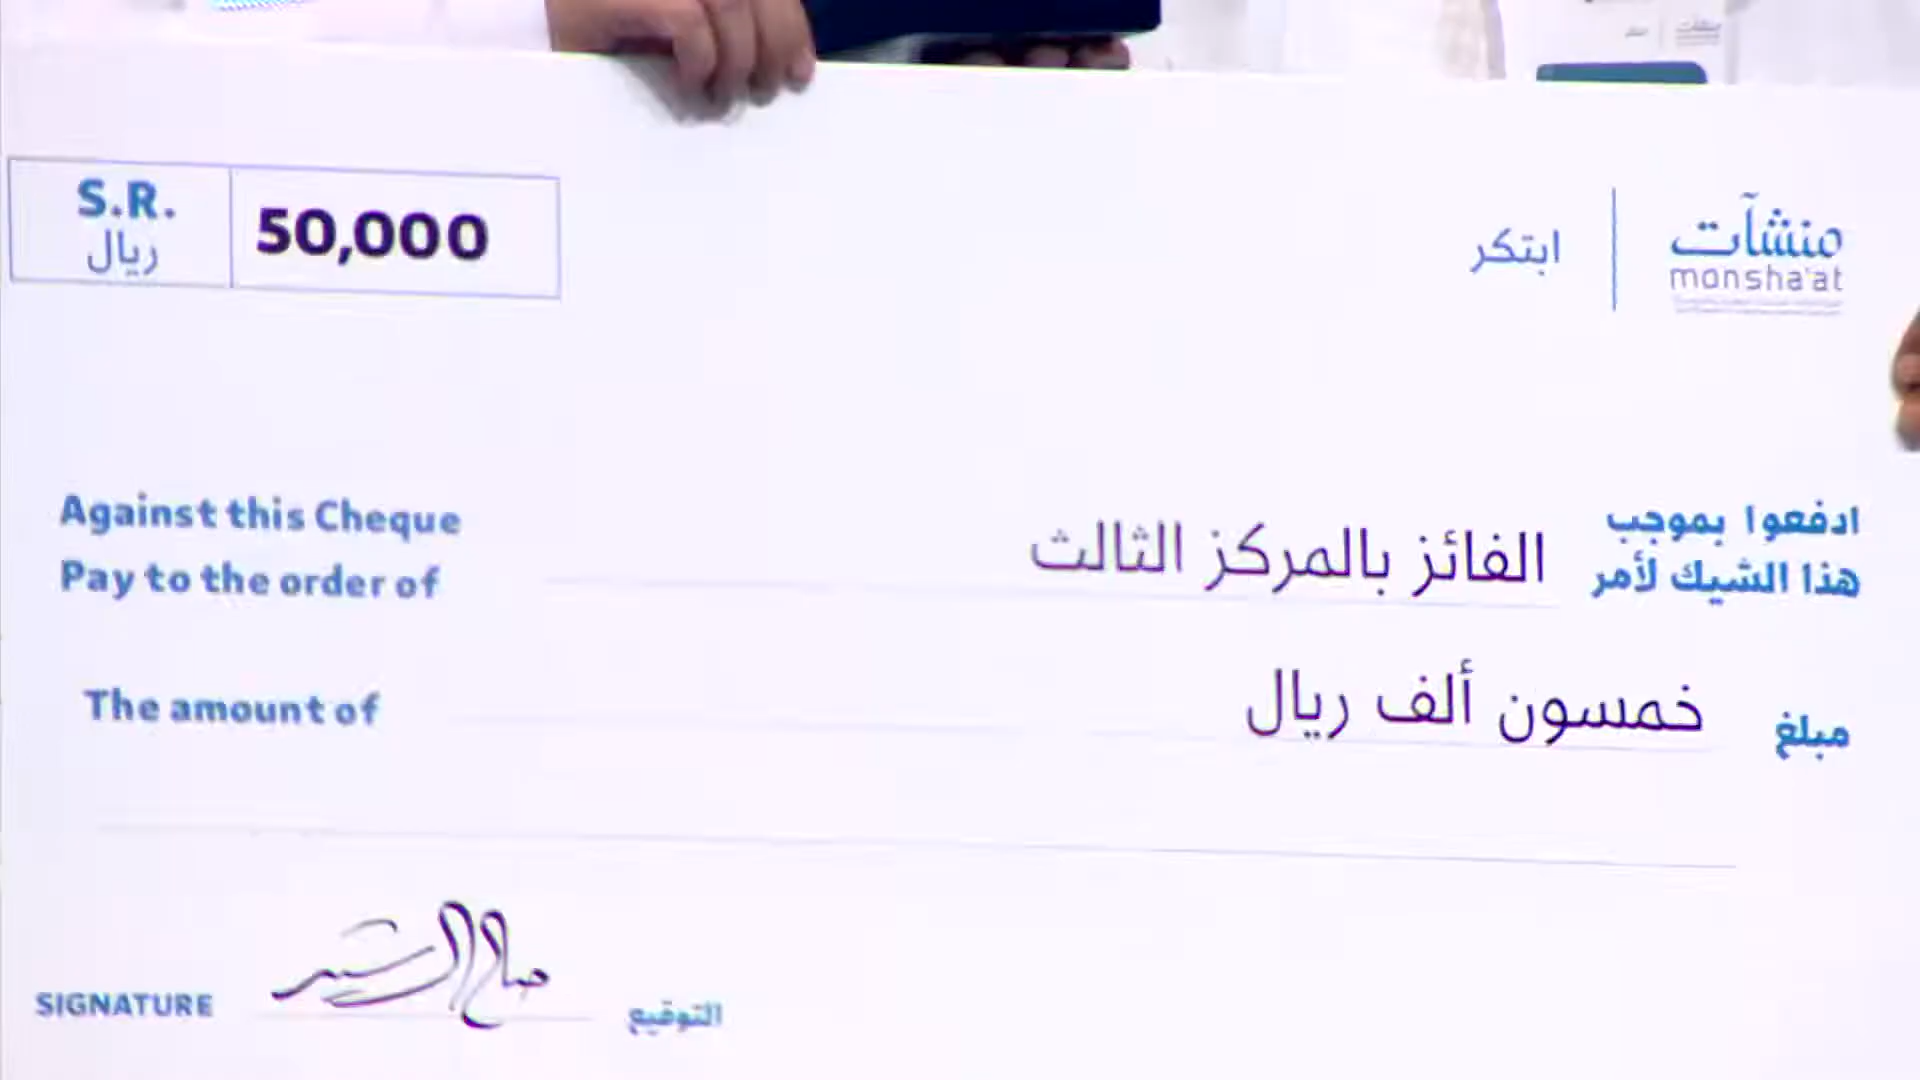 S.R.
ريال
50,000
ابتكر
منشآت
monsha'at
Against this Cheque
Pay to the order of
الفائز بالمركز الثالث
ادفعوا بموجب
هذا الشيك لأمر
The amount of
خمسون ألف ريال
مبلغ
SIGNATURE
التوقيع